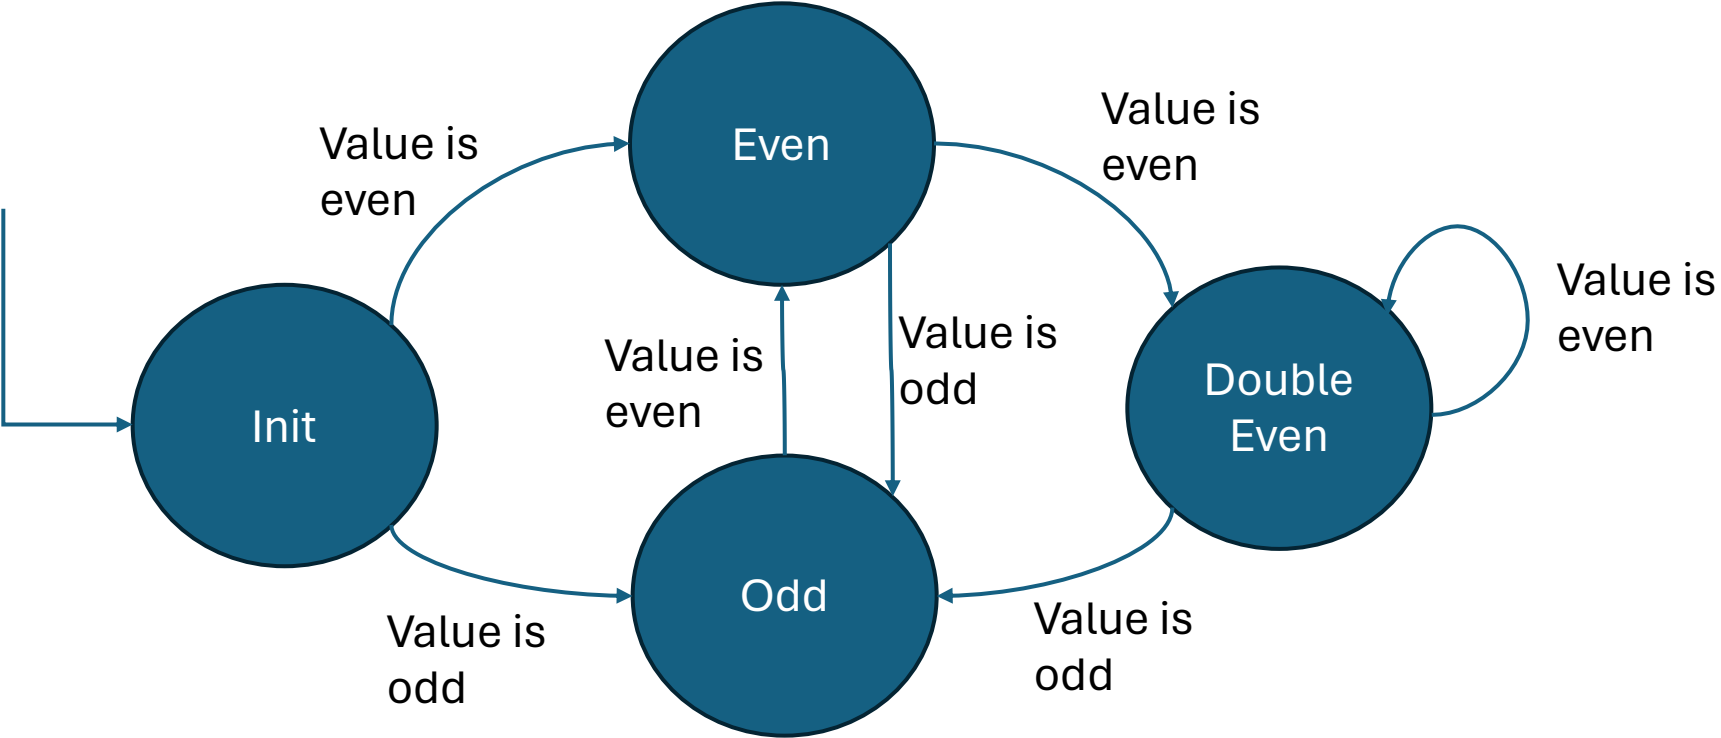 Value is
even
Even
Value is
even
Value is
even
Value is
odd
Value is
even
Double
Even
Init
Odd
Value is
odd
Value is
odd